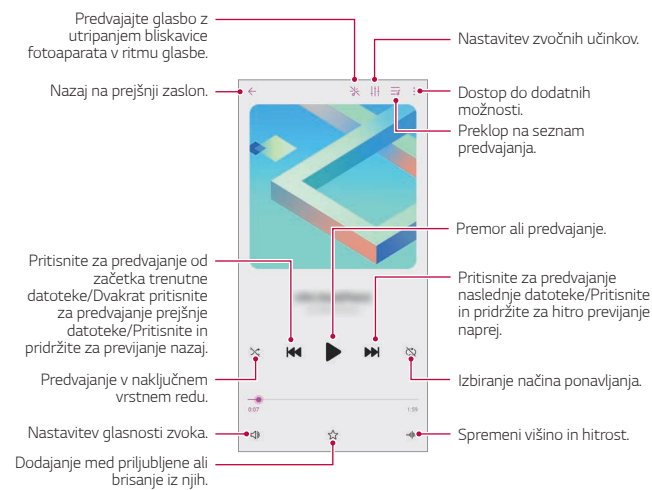 Predvajajte glasbo z
utripanjem bliskavice
fotoaparata v ritmu glasbe.
Nastavitev zvočnih učinkov.
Nazaj na prejšnji zaslon.
Dostop do dodatnih
možnosti.
Preklop na seznam
predvajanja.
Premor ali predvajanje.
Pritisnite za predvajanje od
začetka trenutne
datoteke/Dvakrat pritisnite
za predvajanje prejšnje
datoteke/Pritisnite in
pridržite za previjanje nazaj.
Pritisnite za predvajanje
naslednje datoteke/Pritisnite
in pridržite za hitro previjanje
naprej.
Predvajanje v naključnem
vrstnem redu.
Izbiranje načina ponavljanja.
0:07
1:59
Nastavitev glasnosti zvoka.
Spremeni višino in hitrost.
Dodajanje med priljubljene ali
brisanje iz njih.